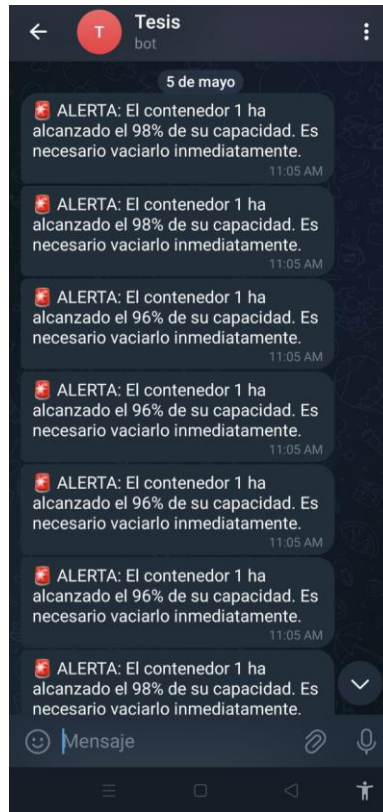 T
Tesis
bot
5 de mayo
🚨 ALERTA: El contenedor 1 ha
alcanzado el 98% de su capacidad. Es
necesario vaciarlo inmediatamente.
11:05 AM
🚨 ALERTA: El contenedor 1 ha
alcanzado el 98% de su capacidad. Es
necesario vaciarlo inmediatamente.
11:05 AM
🚨 ALERTA: El contenedor 1 ha
alcanzado el 96% de su capacidad. Es
necesario vaciarlo inmediatamente.
11:05 AM
🚨 ALERTA: El contenedor 1 ha
alcanzado el 96% de su capacidad. Es
necesario vaciarlo inmediatamente.
11:05 AM
🚨 ALERTA: El contenedor 1 ha
alcanzado el 96% de su capacidad. Es
necesario vaciarlo inmediatamente.
11:05 AM
🚨 ALERTA: El contenedor 1 ha
alcanzado el 96% de su capacidad. Es
necesario vaciarlo inmediatamente.
11:05 AM
🚨 ALERTA: El contenedor 1 ha
alcanzado el 98% de su capacidad. Es
necesario vaciarlo inmediatamente.
Mensaje